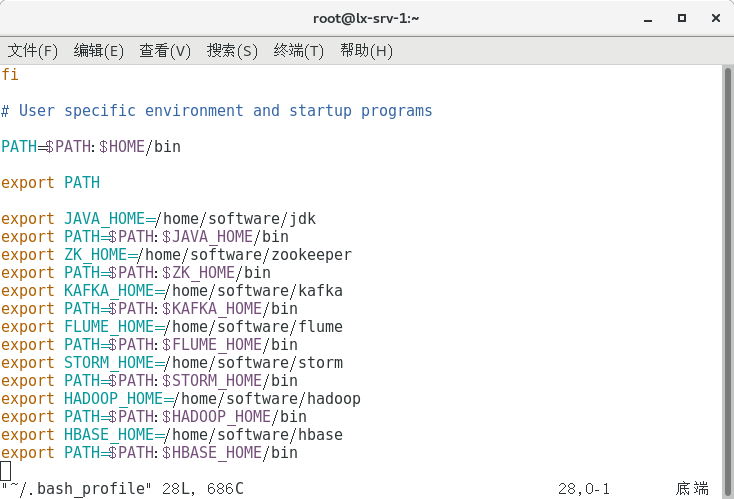 root@lx-srv-1:~
文件(F) 编辑(E) 查看(V) 搜索(S) 终端(T) 帮助(H)
fi
# User specific environment and startup programs
PATH=$PATH:$HOME/bin
export PATH
export JAVA_HOME=/home/software/jdk
export PATH=$PATH:$JAVA_HOME/bin
export ZK_HOME=/home/software/zookeeper
export PATH=$PATH:$ZK_HOME/bin
export KAFKA_HOME=/home/software/kafka
export PATH=$PATH:$KAFKA_HOME/bin
export FLUME_HOME=/home/software/flume
export PATH=$PATH:$FLUME_HOME/bin
export STORM_HOME=/home/software/storm
export PATH=$PATH:$STORM_HOME/bin
export HADOOP_HOME=/home/software/hadoop
export PATH=$PATH:$HADOOP_HOME/bin
export HBASE_HOME=/home/software/hbase
export PATH=$PATH:$HBASE_HOME/bin
"~/.bash_profile" 28L, 686C 28,0-1 底端